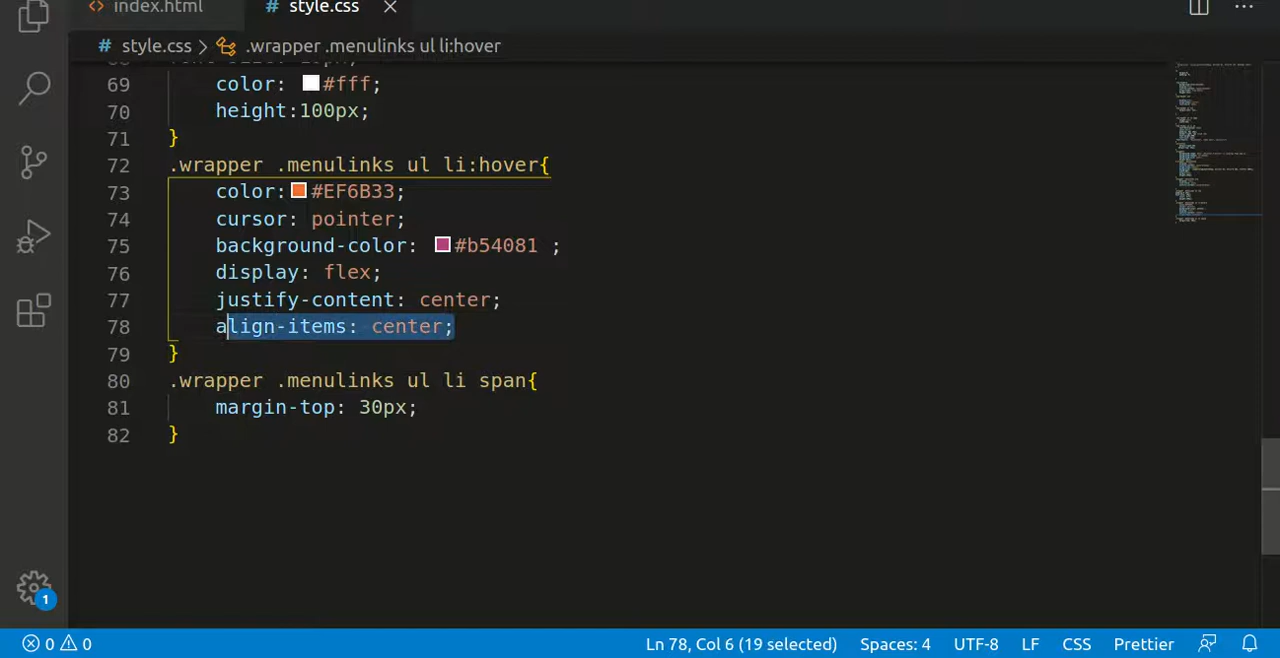 index.html
# style.css
# style.css > .wrapper .menulinks ul li:hover
69 color: #fff;
70 height:100px;
71 }
72 .wrapper .menulinks ul li:hover{
73 color: #EF6B33;
74 cursor: pointer;
75 background-color: #b54081 ;
76 display: flex;
77 justify-content: center;
78 align-items: center;
79 }
80 .wrapper .menulinks ul li span{
81 margin-top: 30px;
82 }
1
0 0 Ln 78, Col 6 (19 selected) Spaces: 4 UTF-8 LF CSS Prettier